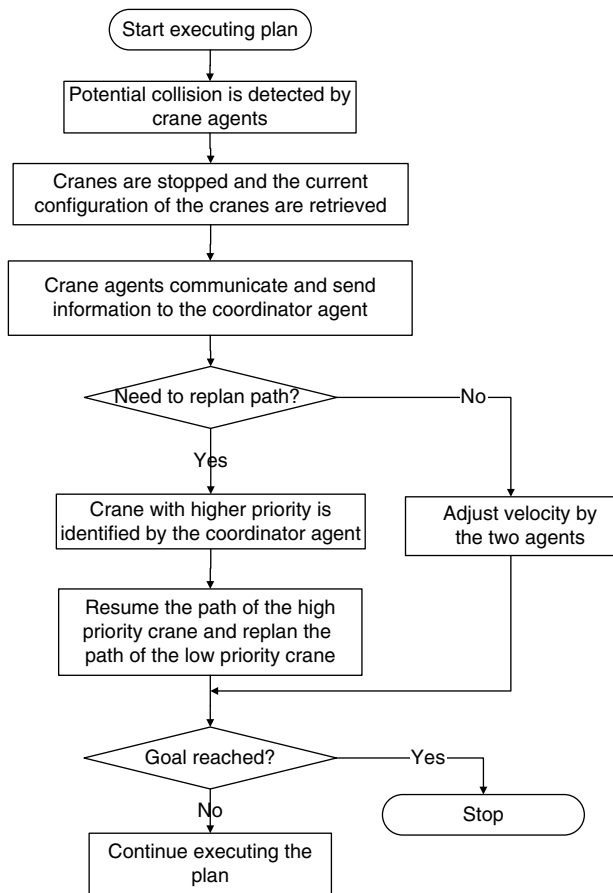 Start executing plan
Potential collision is detected by
crane agents
Cranes are stopped and the current
configuration of the cranes are retrieved
Crane agents communicate and send
information to the coordinator agent
Need to replan path?
No
Yes
Crane with higher priority is
identified by the coordinator agent
Adjust velocity by
the two agents
Resume the path of the high
priority crane and replan the
path of the low priority crane
Goal reached?
Yes
No
Stop
Continue executing the
plan